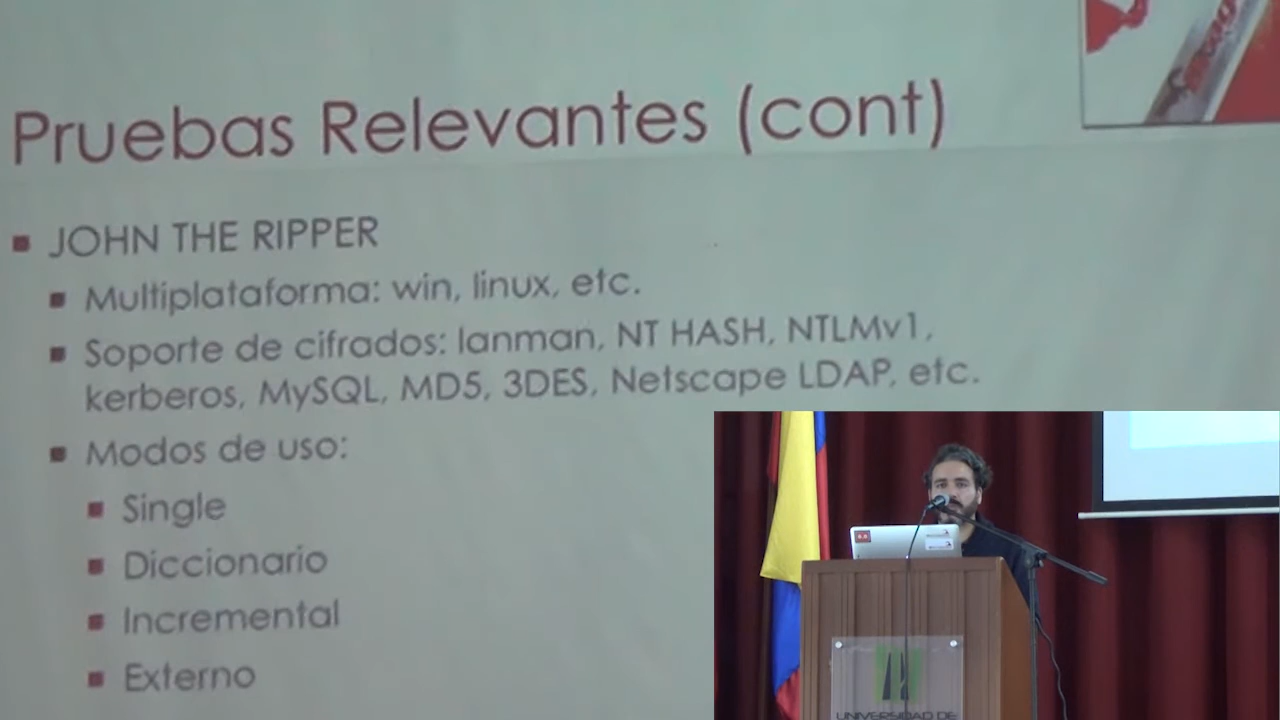 Pruebas Relevantes (cont)
JOHN THE RIPPER
Multiplataforma: win, linux, etc.
Soporte de cifrados: lanman, NT HASH, NTLMv1,
kerberos, MySQL, MD5, 3DES, Netscape LDAP, etc.
Modos de uso:
Single
Diccionario
Incremental
Externo
UNIVERSIDAD DE